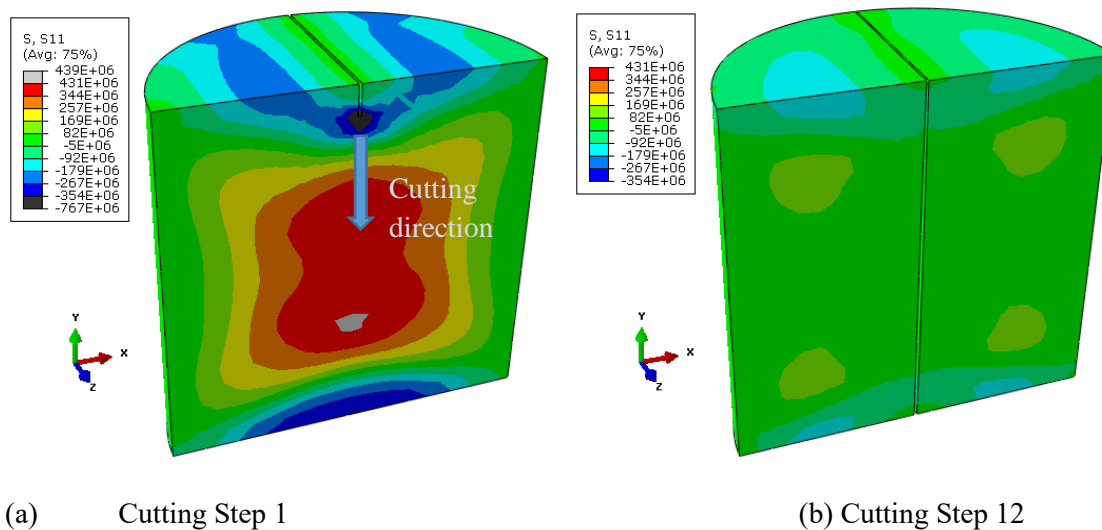 S, S11
(Avg: 75%)
439E+06
431E+06
344E+06
257E+06
169E+06
82E+06
-5E+06
-92E+06
-179E+06
-267E+06
-354E+06
-767E+06
Cutting
direction
Y
X
Z
S, S11
(Avg: 75%)
431E+06
344E+06
257E+06
169E+06
82E+06
-5E+06
-92E+06
-179E+06
-267E+06
-354E+06
Y
X
Z
(a) Cutting Step 1
(b) Cutting Step 12